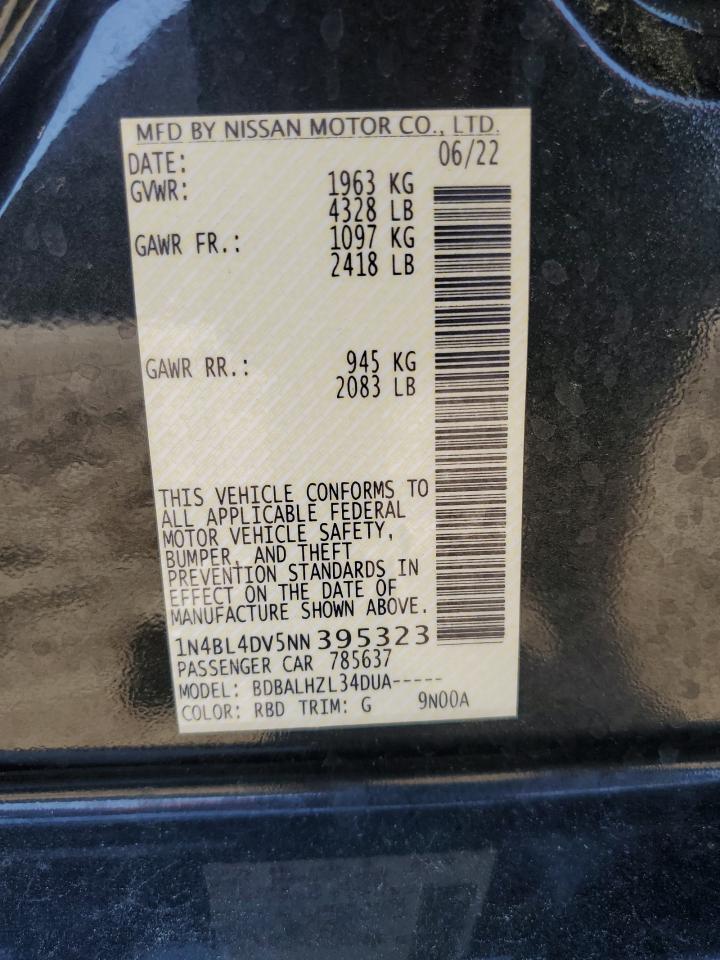 MFD BY NISSAN MOTOR CO., LTD.
DATE: 06/22
GVWR: 1963 KG
4328 LB
GAWR FR.: 1097 KG
2418 LB
GAWR RR.: 945 KG
2083 LB
THIS VEHICLE CONFORMS TO
ALL APPLICABLE FEDERAL
MOTOR VEHICLE SAFETY,
BUMPER, AND THEFT
PREVENTION STANDARDS IN
EFFECT ON THE DATE OF
MANUFACTURE SHOWN ABOVE.
1N4BL4DV5NN395323
PASSENGER CAR 785637
MODEL: BDBALHZL34DUA-----
COLOR: RBD TRIM: G 9N00A